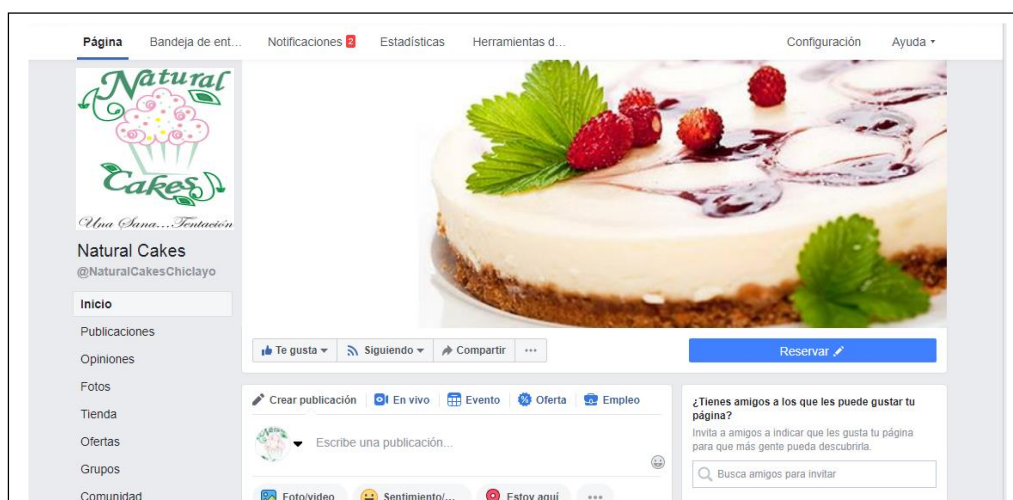 Página Bandeja de ent... Notificaciones 2 Estadísticas Herramientas d... Configuración Ayuda
Natural
Cakes
Una Sana...Tentación
Natural Cakes
@NaturalCakesChiclayo
Inicio
Publicaciones
Opiniones
Fotos
Tienda
Ofertas
Grupos
Comunidad
Te gusta Siguiendo Compartir ...
Reservar
Crear publicación En vivo Evento Oferta Empleo
Escribe una publicación...
Foto/video Sentimiento/... Estoy aquí ...
¿Tienes amigos a los que les puede gustar tu
página?
Invita a amigos a indicar que les gusta tu página
para que más gente pueda descubrirla.
Busca amigos para invitar